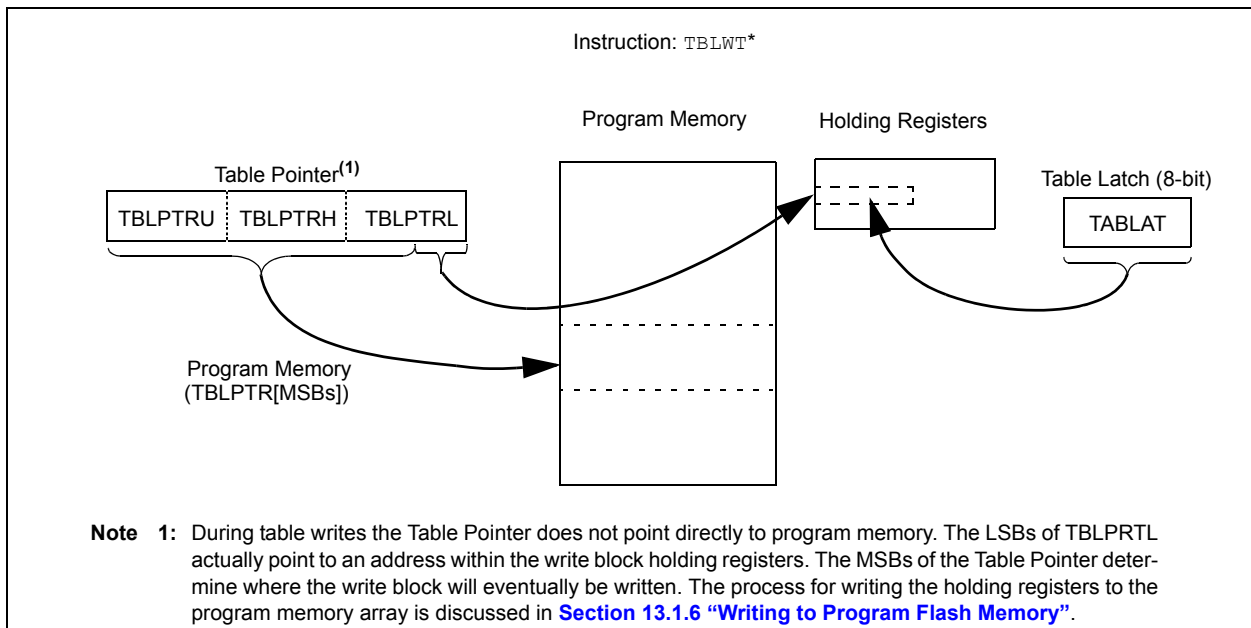 Instruction: TBLWT*
Program Memory
Holding Registers
Table Pointer(1)
Table Latch (8-bit)
TBLPTRU
TBLPTRH
TBLPTRL
TABLAT
Program Memory
(TBLPTR[MSBs])
Note 1: During table writes the Table Pointer does not point directly to program memory. The LSBs of TBLPRTL
actually point to an address within the write block holding registers. The MSBs of the Table Pointer deter-
mine where the write block will eventually be written. The process for writing the holding registers to the
program memory array is discussed in Section 13.1.6 “Writing to Program Flash Memory”.